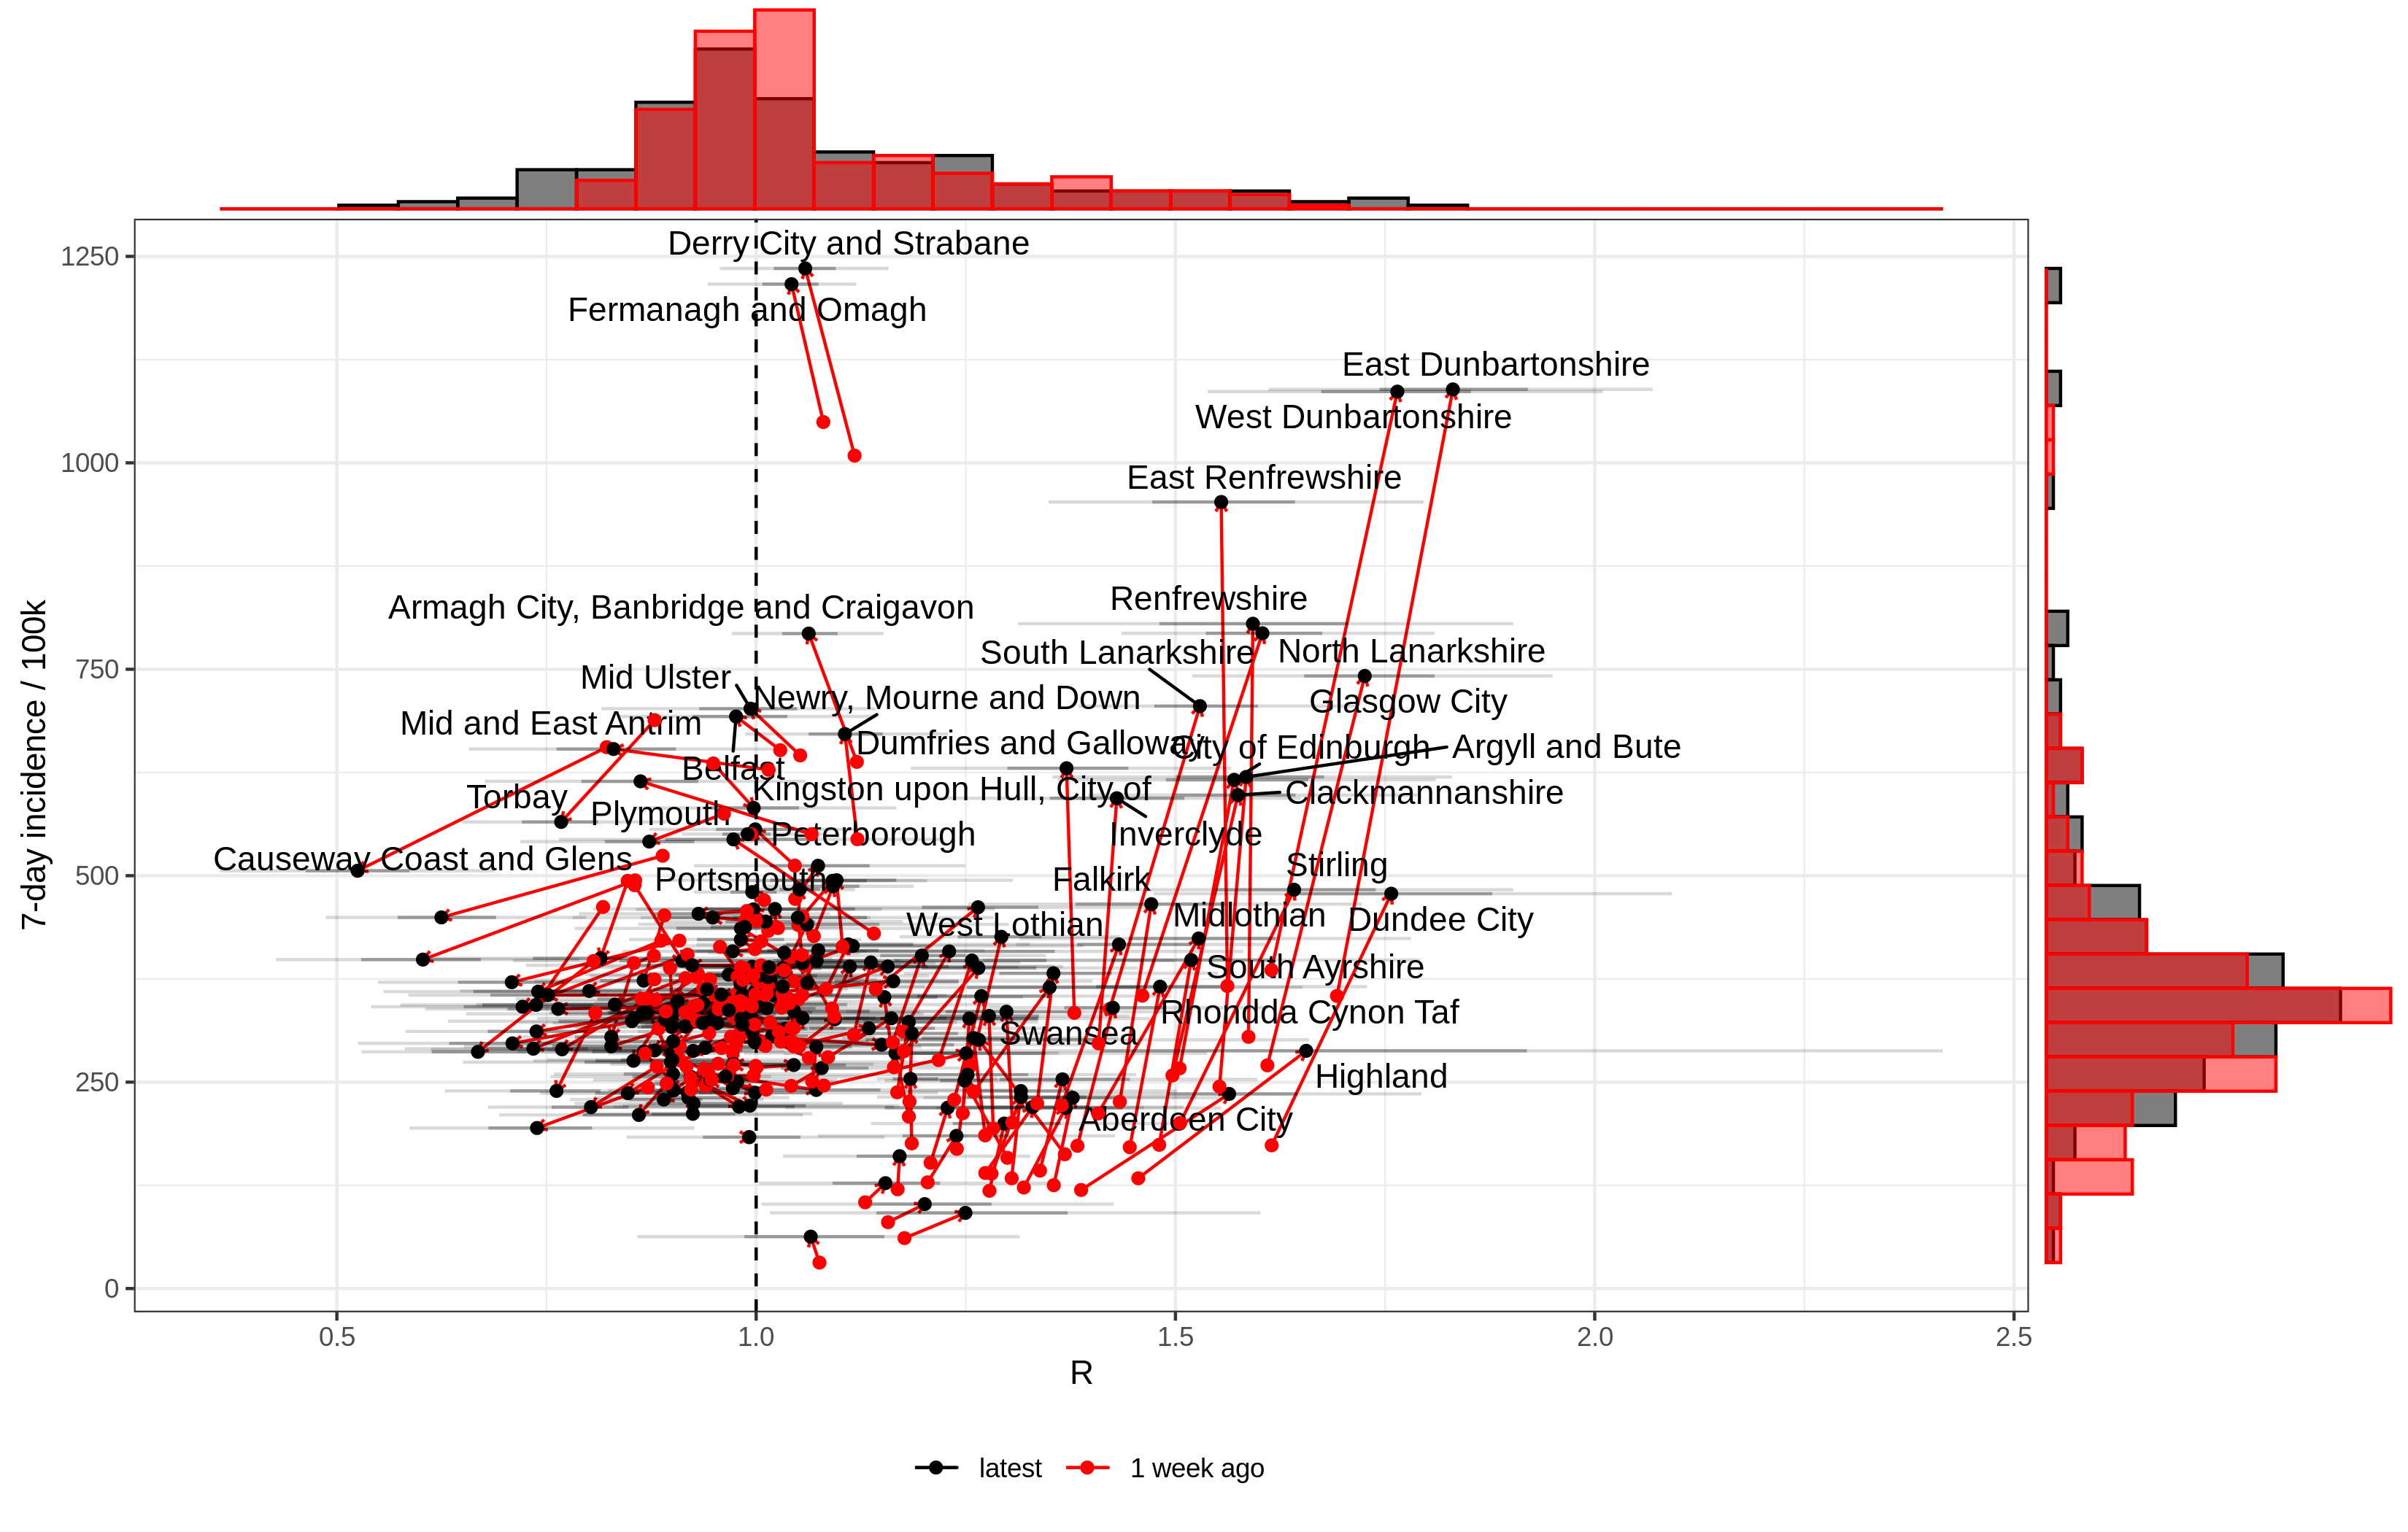 Derry City and Strabane
1250
Fermanagh and Omagh
East Dunbartonshire
West Dunbartonshire
1000
East Renfrewshire
Renfrewshire
Armagh City, Banbridge and Craigavon
South Lanarkshire
North Lanarkshire
750
Mid Ulster
Newry, Mourne and Down
Glasgow City
Mid and East Antrim
Dumfries and Galloway
City of Edinburgh
Argyll and Bute
Belfast
Kingston upon Hull, City of
Clackmannanshire
Torbay
Plymouth
Peterborough
Inverclyde
Causeway Coast and Glens
500
Portsmouth
Falkirk
Stirling
West Lothian
Midlothian
Dundee City
South Ayrshire
Rhondda Cynon Taf
Swansea
250
Highland
Aberdeen City
0
7-day incidence / 100k
0.5 1.0 1.5 2.0 2.5
R
latest 1 week ago